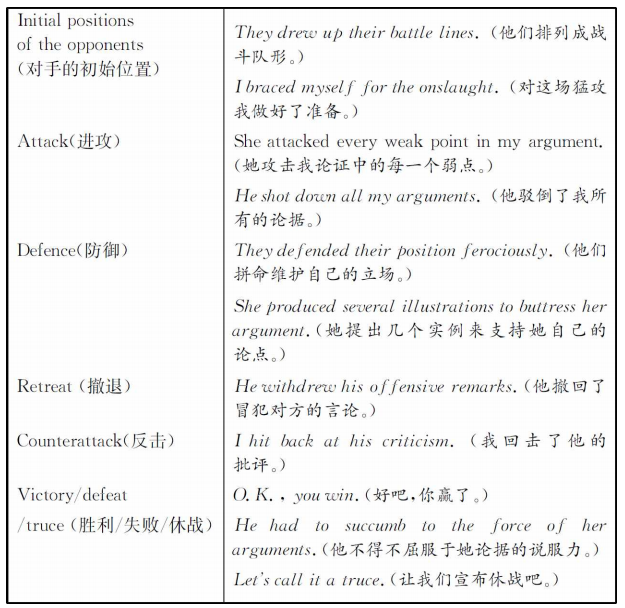 Initial positions
of the opponents
(对手的初始位置)
They drew up their battle lines. (他们排列成战
斗队形。)
I braced myself for the onslaught. (对这场猛攻
我做好了准备。)
Attack(进攻)
She attacked every weak point in my argument.
(她攻击我论证中的每一个弱点。)
He shot down all my arguments. (他驳倒了我所
有的论据。)
Defence(防御)
They defended their position ferociously. (他们
拼命维护自己的立场。)
She produced several illustrations to buttress her
argument. (她提出几个实例来支持她自己的
论点。)
Retreat (撤退)
He withdrew his offensive remarks. (他撤回了
冒犯对方的言论。)
Counterattack(反击)
I hit back at his criticism. (我回击了他的
批评。)
Victory/defeat
/truce (胜利/失败/休战)
O. K. , you win. (好吧,你赢了。)
He had to succumb to the force of her
arguments. (他不得不屈服于她论据的说服力。)
Let's call it a truce. (让我们宣布休战吧。)